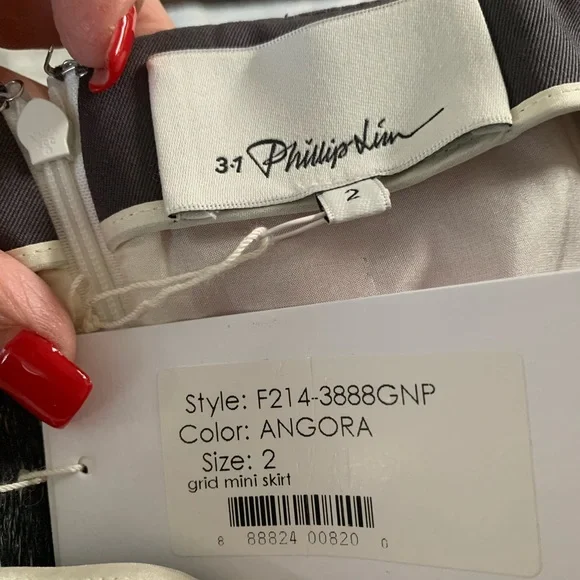 3.1 Phillip Lim
2
Style: F214-3888GNP
Color: ANGORA
Size: 2
grid mini skirt
8 88824 00820 0